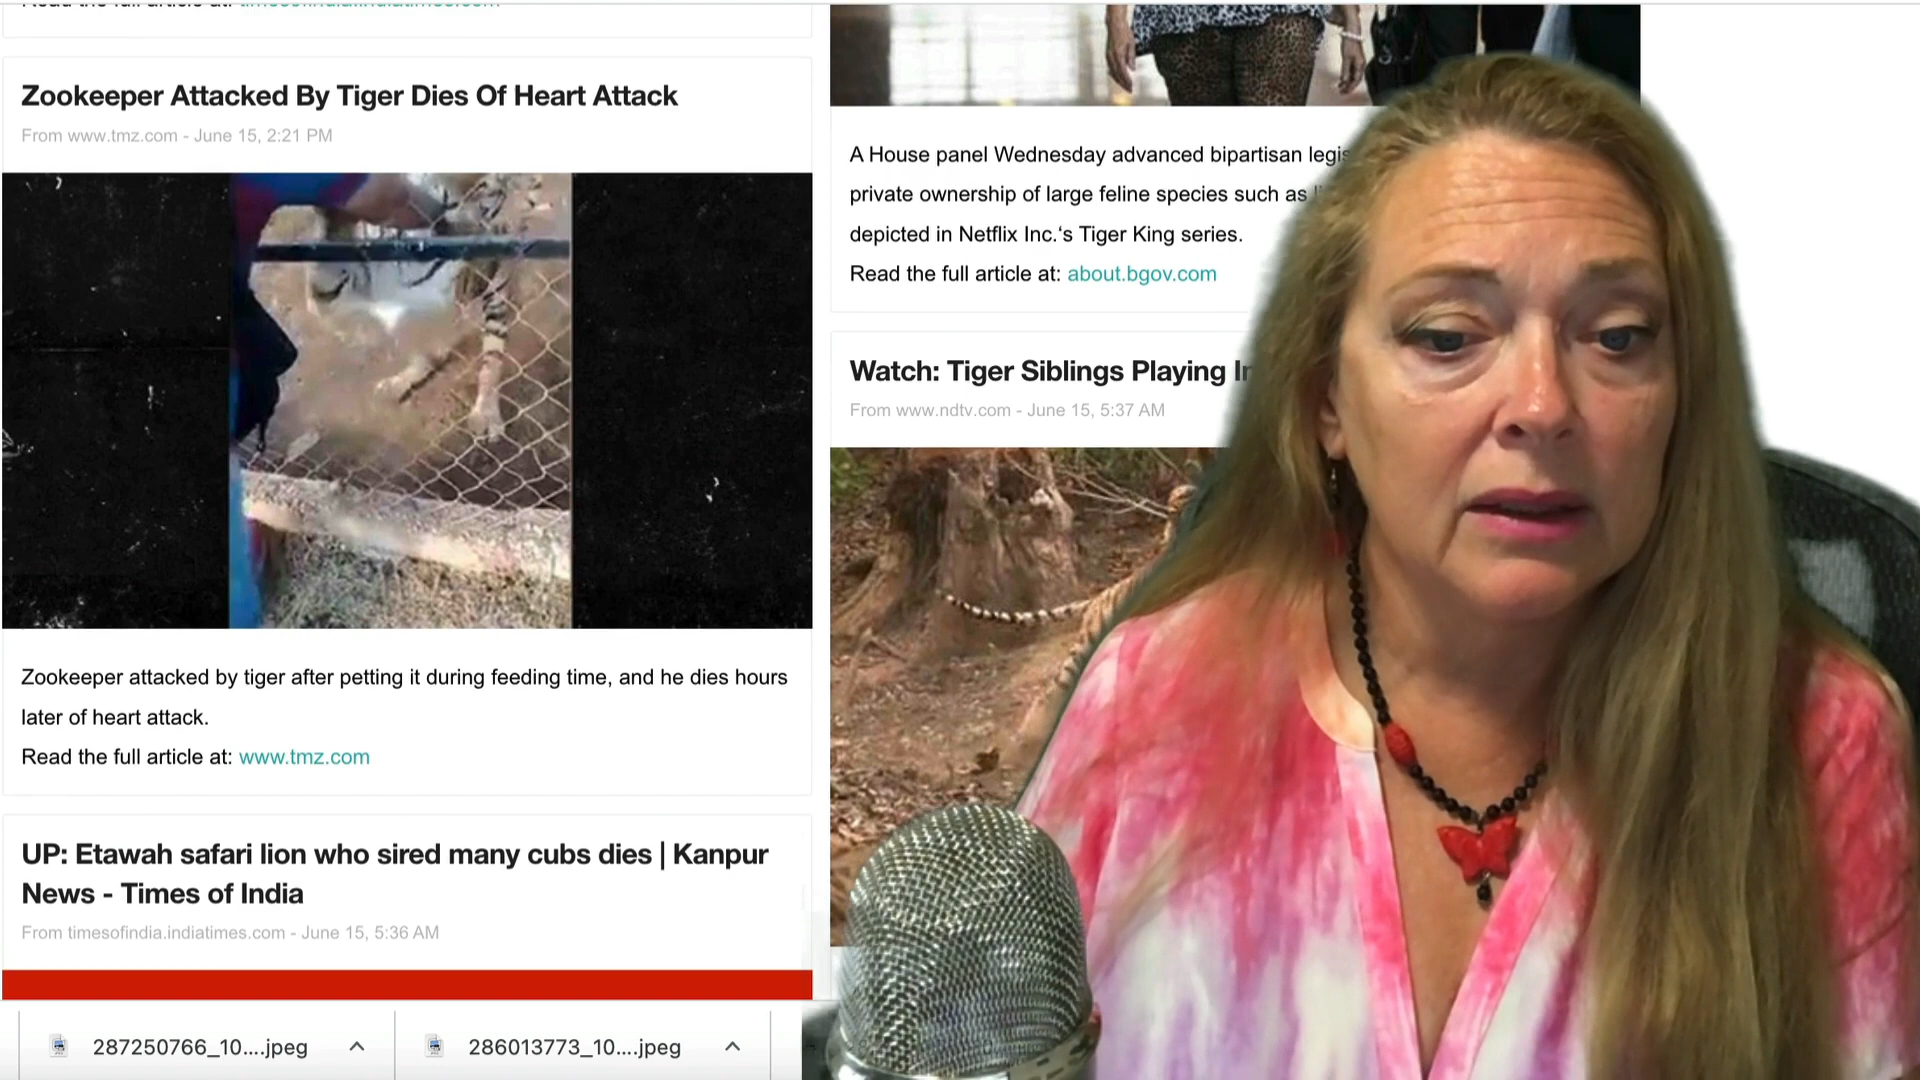 Zookeeper Attacked By Tiger Dies Of Heart Attack
From www.tmz.com - June 15, 2:21 PM
Zookeeper attacked by tiger after petting it during feeding time, and he dies hours
later of heart attack.
Read the full article at: www.tmz.com
UP: Etawah safari lion who sired many cubs dies | Kanpur
News - Times of India
From timesofindia.indiatimes.com - June 15, 5:36 AM
A House panel Wednesday advanced bipartisan
private ownership of large feline species such as
depicted in Netflix Inc.‘s Tiger King series.
Read the full article at: about.bgov.com
Watch: Tiger Siblings Playing
From www.ndtv.com - June 15, 5:37 AM
287250766_10....jpeg
286013773_10....jpeg